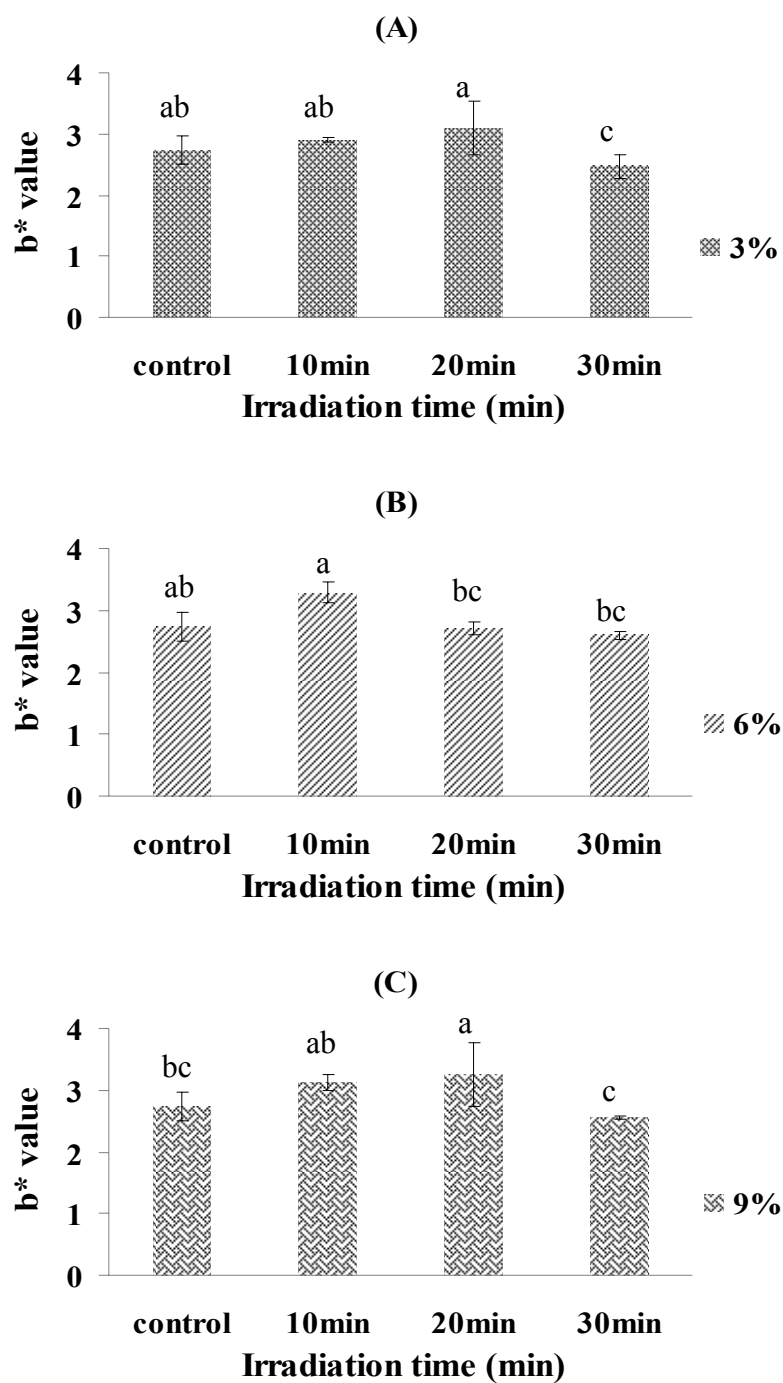 (A)
4
3
2
1
0
b* value
ab
ab
a
c
control 10min 20min 30min
Irradiation time (min)
3%
(B)
4
3
2
1
0
b* value
ab
a
bc
bc
control 10min 20min 30min
Irradiation time (min)
6%
(C)
4
3
2
1
0
b* value
bc
ab
a
c
control 10min 20min 30min
Irradiation time (min)
9%